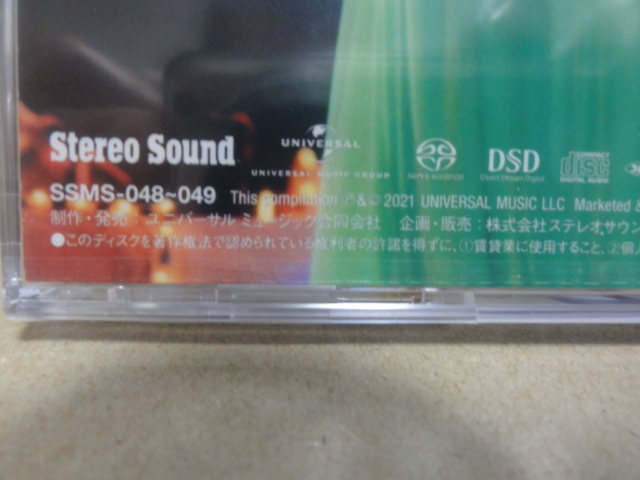 Stereo Sound
UNIVERSAL
UNIVERSAL MUSIC GROUP
SUPER AUDIO CD
DSD
Direct Stream Digital
COMPACT
disc
DIGITAL AUDIO
SSMS-048~049 This compilation ℗ & © 2021 UNIVERSAL MUSIC LLC Marketed &
制作・発売：ユニバーサル ミュージック合同会社 企画・販売：株式会社ステレオサウン
●このディスクを著作権法で認められている権利者の許諾を得ずに、①賃貸業に使用すること、②個